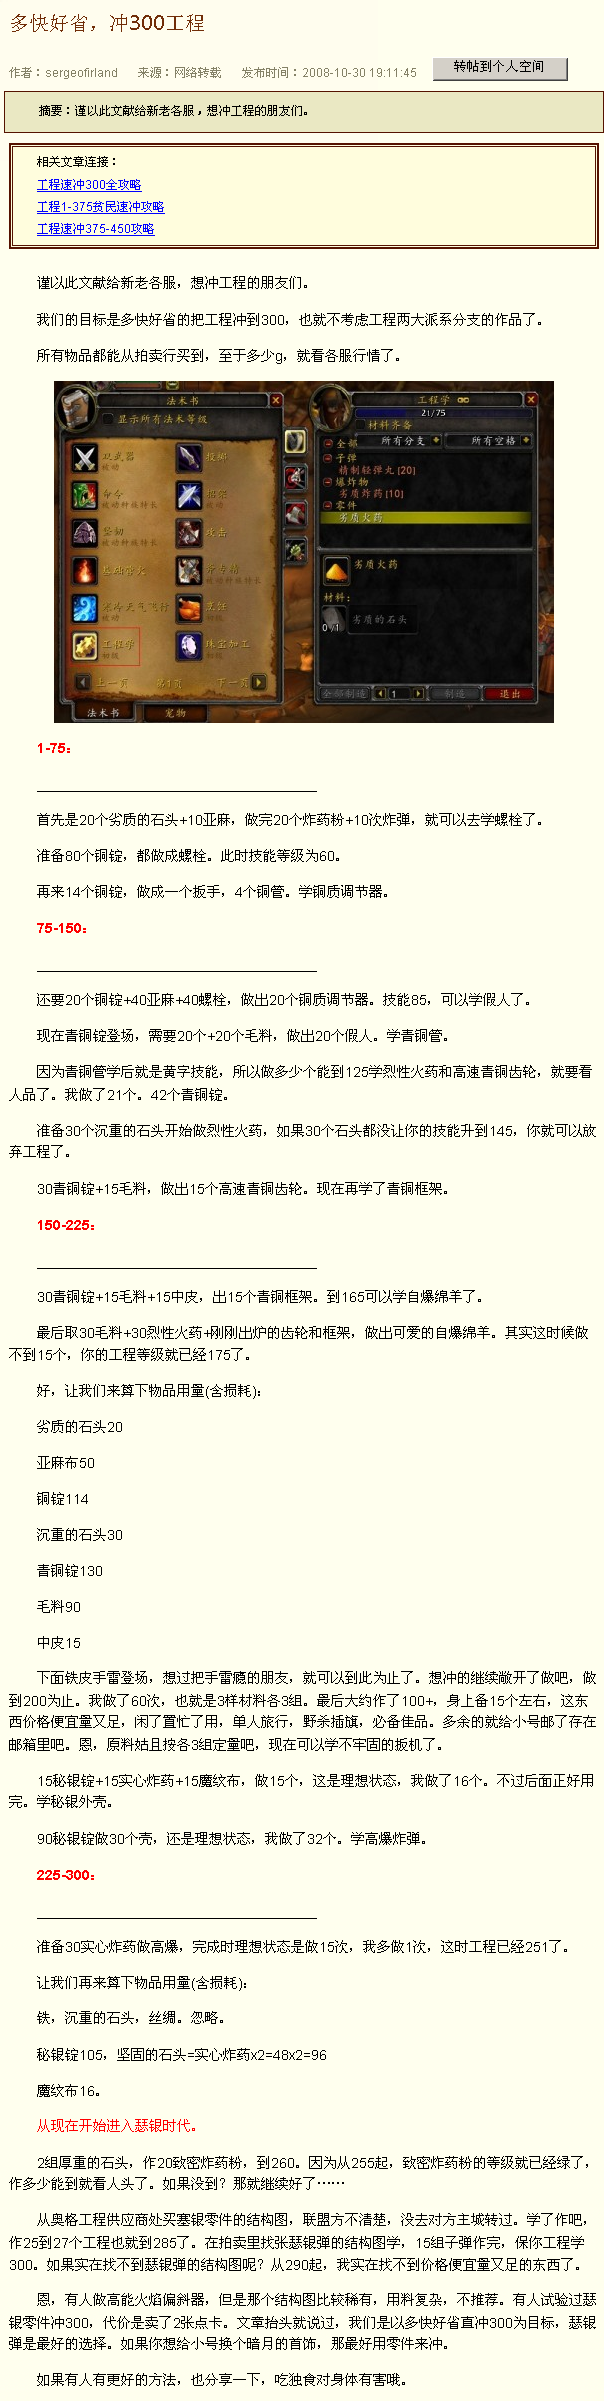 多快好省，冲300工程
作者：sergeofirland 来源：网络转载 发布时间：2008-10-30 19:11:45 转帖到个人空间
摘要：谨以此文献给新老各服，想冲工程的朋友们。
相关文章连接：
工程速冲300全攻略
工程1-375贫民速冲攻略
工程速冲375-450攻略
谨以此文献给新老各服，想冲工程的朋友们。
我们的目标是多快好省的把工程冲到300，也就不考虑工程两大派系分支的作品了。
所有物品都能从拍卖行买到，至于多少g，就看各服行情了。
法术书
显示所有法术等级
双武器
被动
投掷
命令
被动种族特长
招架
被动
坚韧
被动种族特长
攻击
基础营火
斧专精
被动种族特长
寒冷天气飞行
被动
烹饪
初级
工程学
初级
珠宝加工
初级
上一页 第1页 下一页
法术书 宠物
工程学
21/75
材料齐备
全部 所有分支 所有空格
子弹
精制轻弹丸 [20]
爆炸物
劣质炸药 [10]
零件
劣质火药
劣质火药
材料：
0/1 劣质的石头
全部制造 1 制造 退出
1-75：
首先是20个劣质的石头+10亚麻，做完20个炸药粉+10次炸弹，就可以去学螺栓了。
准备80个铜锭，都做成螺栓。此时技能等级为60。
再来14个铜锭，做成一个扳手，4个铜管。学铜质调节器。
75-150：
还要20个铜锭+40亚麻+40螺栓，做出20个铜质调节器。技能85，可以学假人了。
现在青铜锭登场，需要20个+20个毛料，做出20个假人。学青铜管。
因为青铜管学后就是黄字技能，所以做多少个能到125学烈性火药和高速青铜齿轮，就要看
人品了。我做了21个。42个青铜锭。
准备30个沉重的石头开始做烈性火药，如果30个石头都没让你的技能升到145，你就可以放
弃工程了。
30青铜锭+15毛料，做出15个高速青铜齿轮。现在再学了青铜框架。
150-225：
30青铜锭+15毛料+15中皮，出15个青铜框架。到165可以学自爆绵羊了。
最后取30毛料+30烈性火药+刚刚出炉的齿轮和框架，做出可爱的自爆绵羊。其实这时候做
不到15个，你的工程等级就已经175了。
好，让我们来算下物品用量(含损耗)：
劣质的石头20
亚麻布50
铜锭114
沉重的石头30
青铜锭130
毛料90
中皮15
下面铁皮手雷登场，想过把手雷瘾的朋友，就可以到此为止了。想冲的继续敞开了做吧，做
到200为止。我做了60次，也就是3样材料各3组。最后大约作了100+，身上备15个左右，这东
西价格便宜量又足，闲了置忙了用，单人旅行，野杀插旗，必备佳品。多余的就给小号邮了存在
邮箱里吧。恩，原料姑且按各3组定量吧，现在可以学不牢固的扳机了。
15秘银锭+15实心炸药+15魔纹布，做15个，这是理想状态，我做了16个。不过后面正好用
完。学秘银外壳。
90秘银锭做30个壳，还是理想状态，我做了32个。学高爆炸弹。
225-300：
准备30实心炸药做高爆，完成时理想状态是做15次，我多做1次，这时工程已经251了。
让我们再来算下物品用量(含损耗)：
铁，沉重的石头，丝绸。忽略。
秘银锭105，坚固的石头=实心炸药x2=48x2=96
魔纹布16。
从现在开始进入瑟银时代。
2组厚重的石头，作20致密炸药粉，到260。因为从255起，致密炸药粉的等级就已经绿了，
作多少能到就看人头了。如果没到？那就继续好了……
从奥格工程供应商处买塞银零件的结构图，联盟方不清楚，没去对方主城转过。学了作吧，
作25到27个工程也就到285了。在拍卖里找张瑟银弹的结构图学，15组子弹作完，保你工程学
300。如果实在找不到瑟银弹的结构图呢？从290起，我实在找不到价格便宜量又足的东西了。
恩，有人做高能火焰偏斜器，但是那个结构图比较稀有，用料复杂，不推荐。有人试验过瑟
银零件冲300，代价是卖了2张点卡。文章抬头就说过，我们是以多快好省直冲300为目标，瑟银
弹是最好的选择。如果你想给小号换个暗月的首饰，那最好用零件来冲。
如果有人有更好的方法，也分享一下，吃独食对身体有害哦。